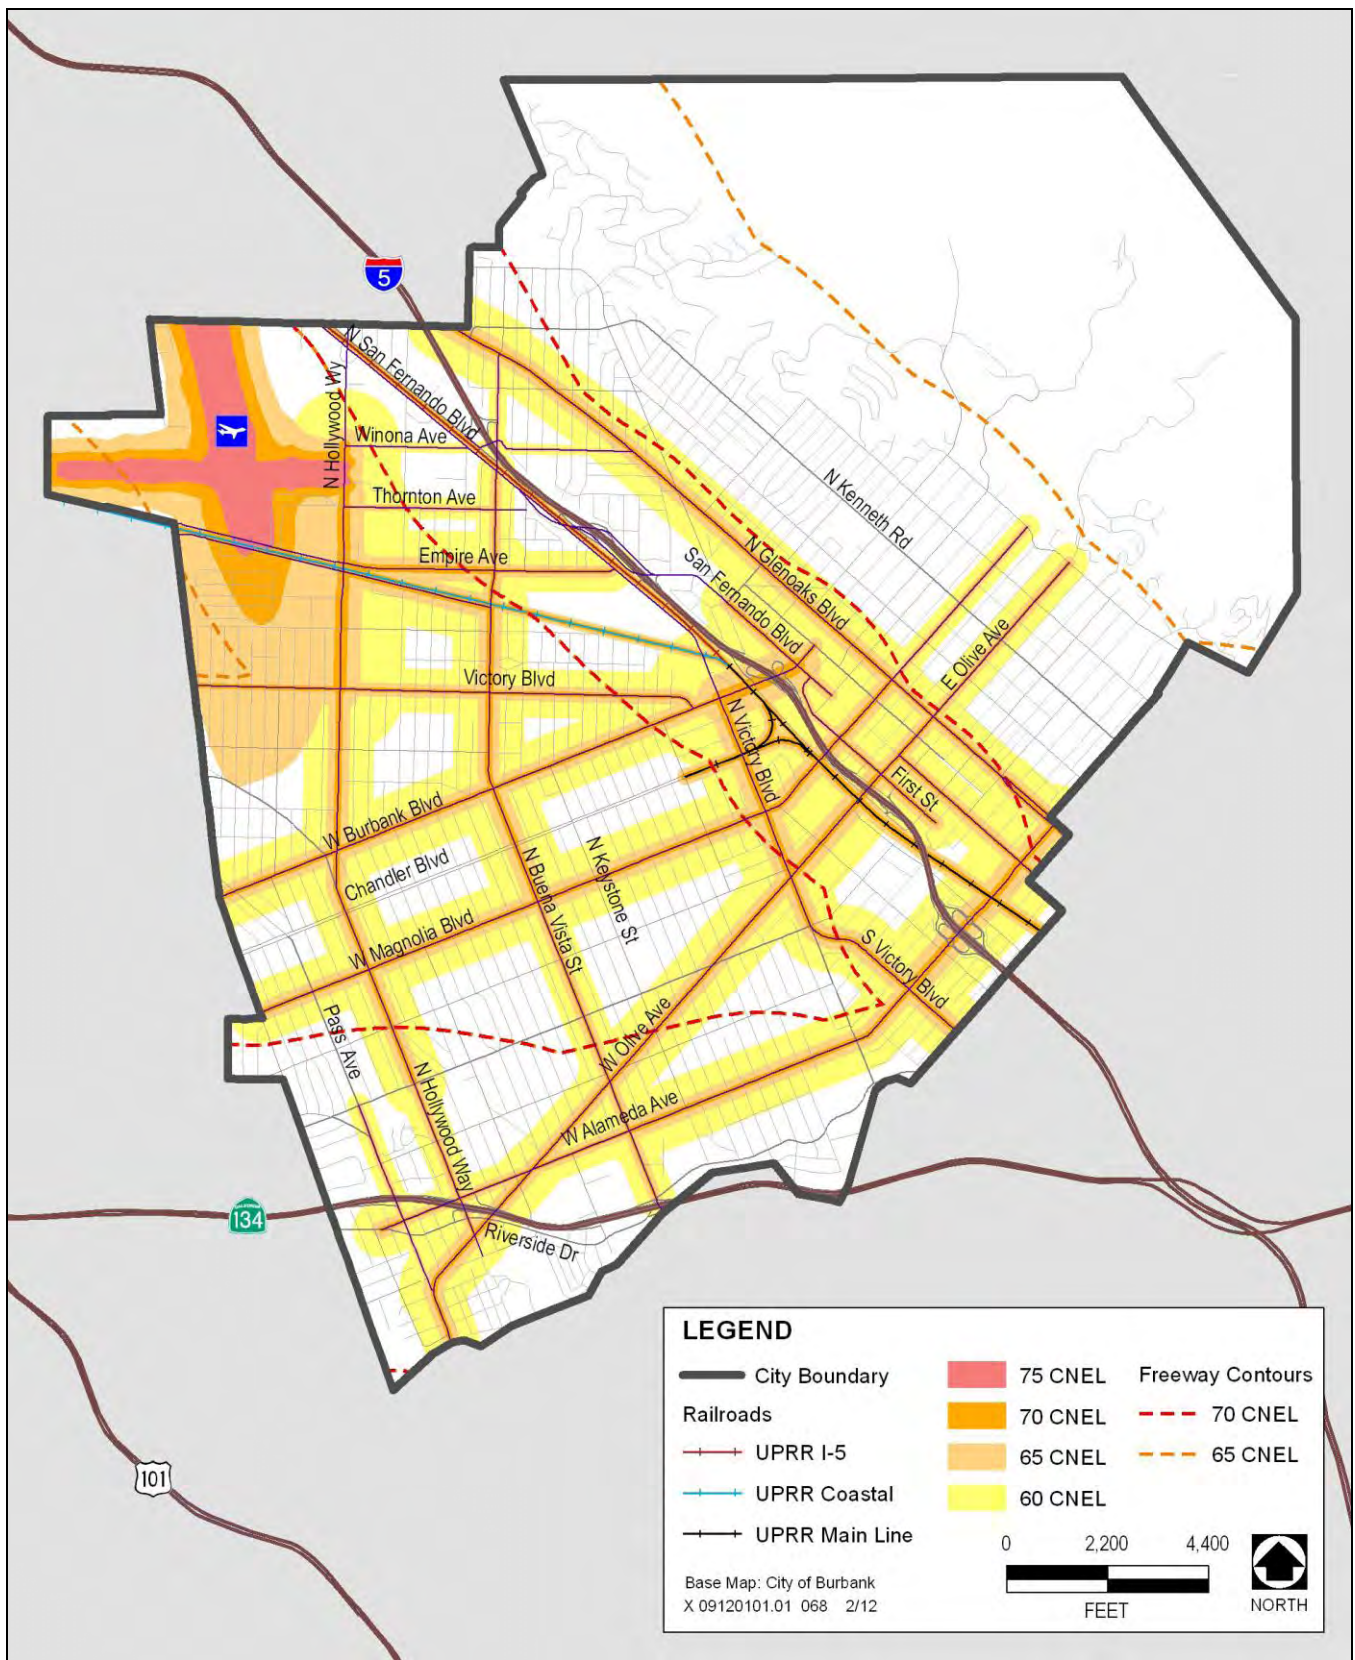 5
N San Fernando Blvd
N Hollywood Wy
Winona Ave
Thornton Ave
Empire Ave
N Kenneth Rd
N Glenoaks Blvd
San Fernando Blvd
E Olive Ave
Victory Blvd
N Victory Blvd
First St
W Burbank Blvd
Chandler Blvd
N Keystone St
N Buena Vista St
W Magnolia Blvd
S Victory Blvd
Pass Ave
W Olive Ave
N Hollywood Way
W Alameda Ave
134
Riverside Dr
101
LEGEND
City Boundary
Railroads
UPRR I-5
UPRR Coastal
UPRR Main Line
Base Map: City of Burbank
X 09120101.01 068 2/12
75 CNEL
70 CNEL
65 CNEL
60 CNEL
Freeway Contours
70 CNEL
65 CNEL
0 2,200 4,400
FEET
NORTH